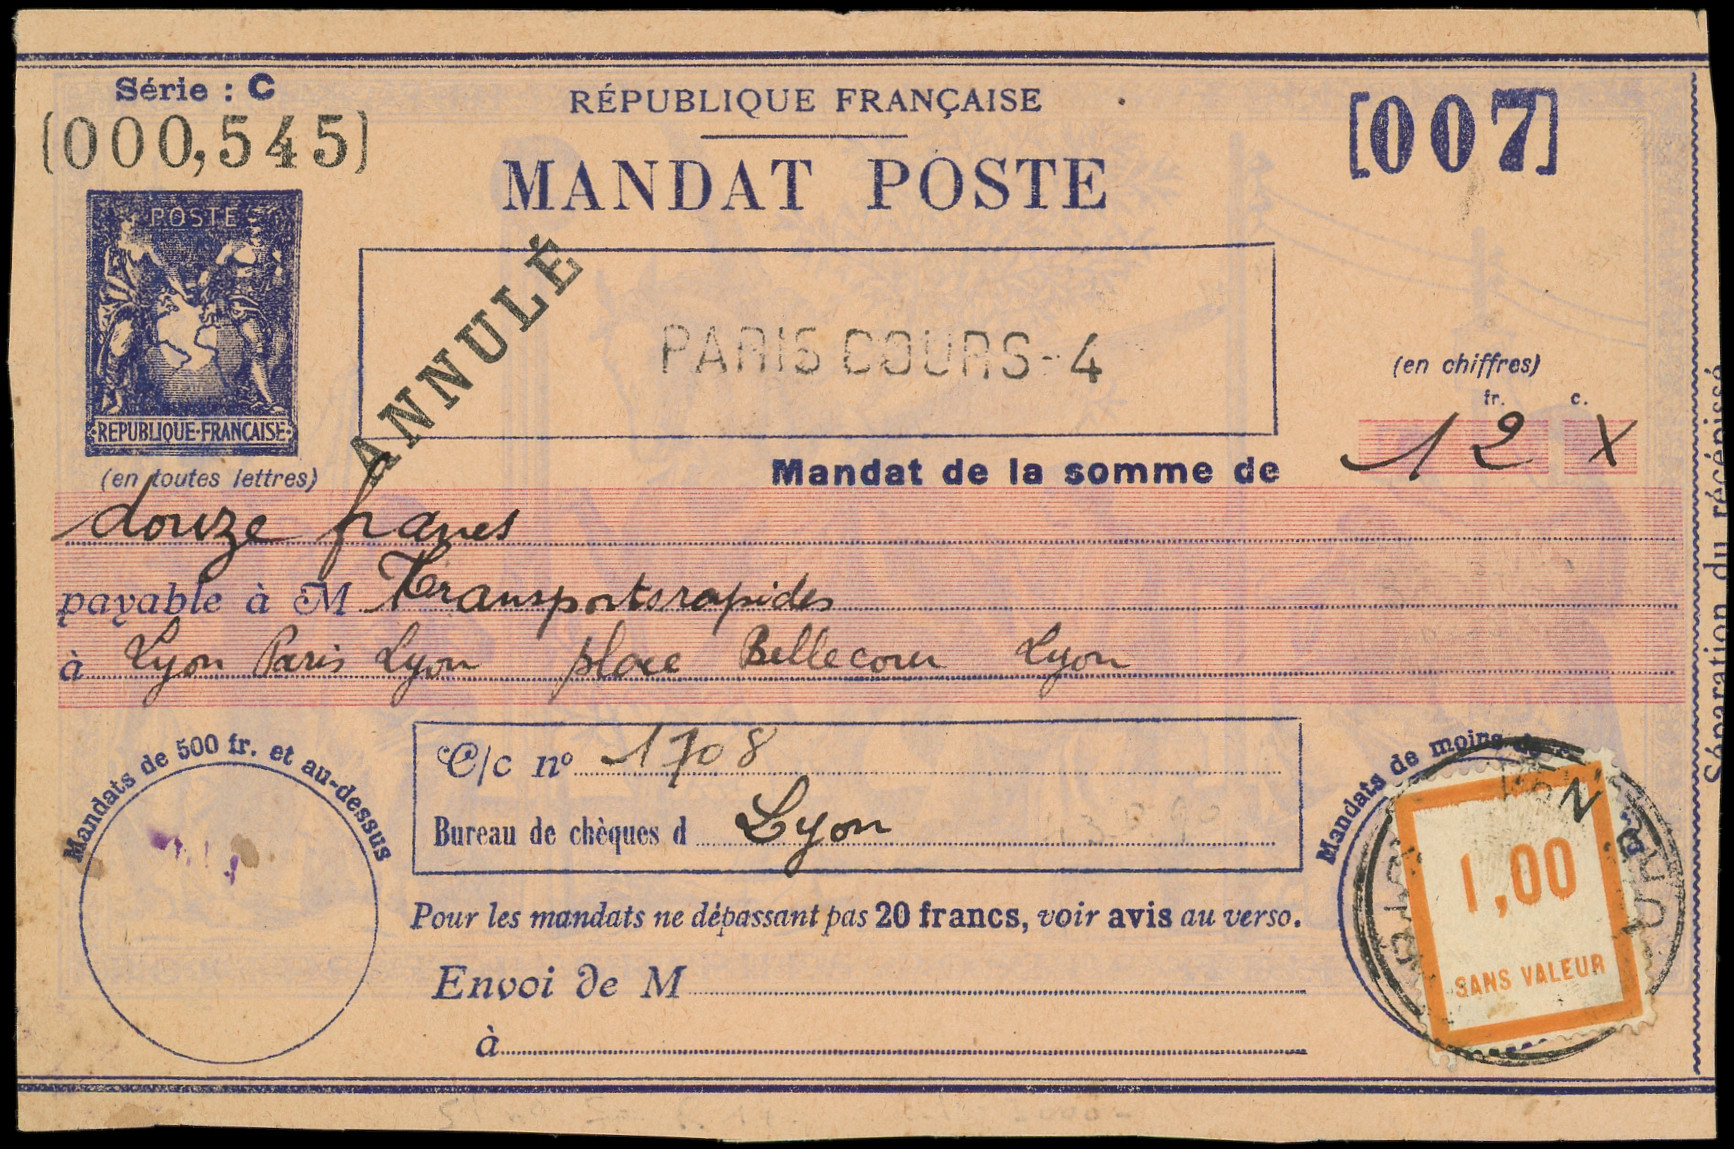 Série : C
(000,545)
RÉPUBLIQUE FRANÇAISE
MANDAT POSTE
[007]
POSTE
REPUBLIQUE·FRANÇAISE
ANNULÉ
PARIS COURS-4
(en chiffres)
fr. c.
Mandat de la somme de 12 X
(en toutes lettres)
douze francs
payable à M Transportsrapides
à Lyon Paris Lyon place Bellecour Lyon
Mandats de 500 fr. et au-dessus
C/c nº 1708
Bureau de chèques d Lyon
Pour les mandats ne dépassant pas 20 francs, voir avis au verso.
Envoi de M
à
Mandats de moins de
1,00
SANS VALEUR
Séparation du récépissé